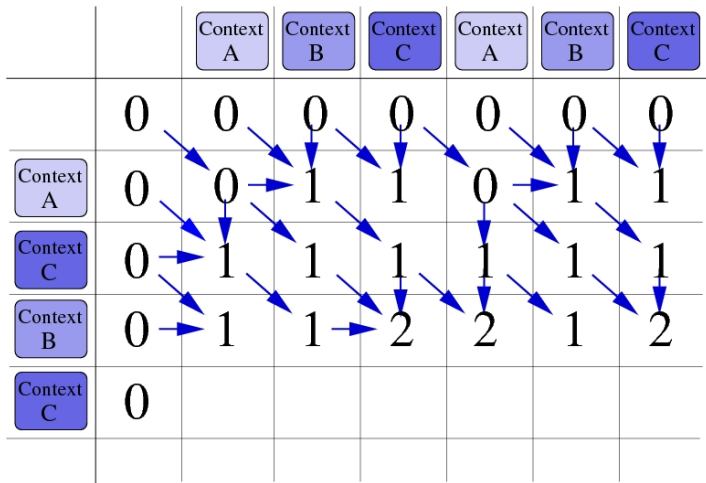 Context A Context B Context C Context A Context B Context C
0 0 0 0 0 0 0
Context A 0 0 1 1 0 1 1
Context C 0 1 1 1 1 1 1
Context B 0 1 1 2 2 1 2
Context C 0